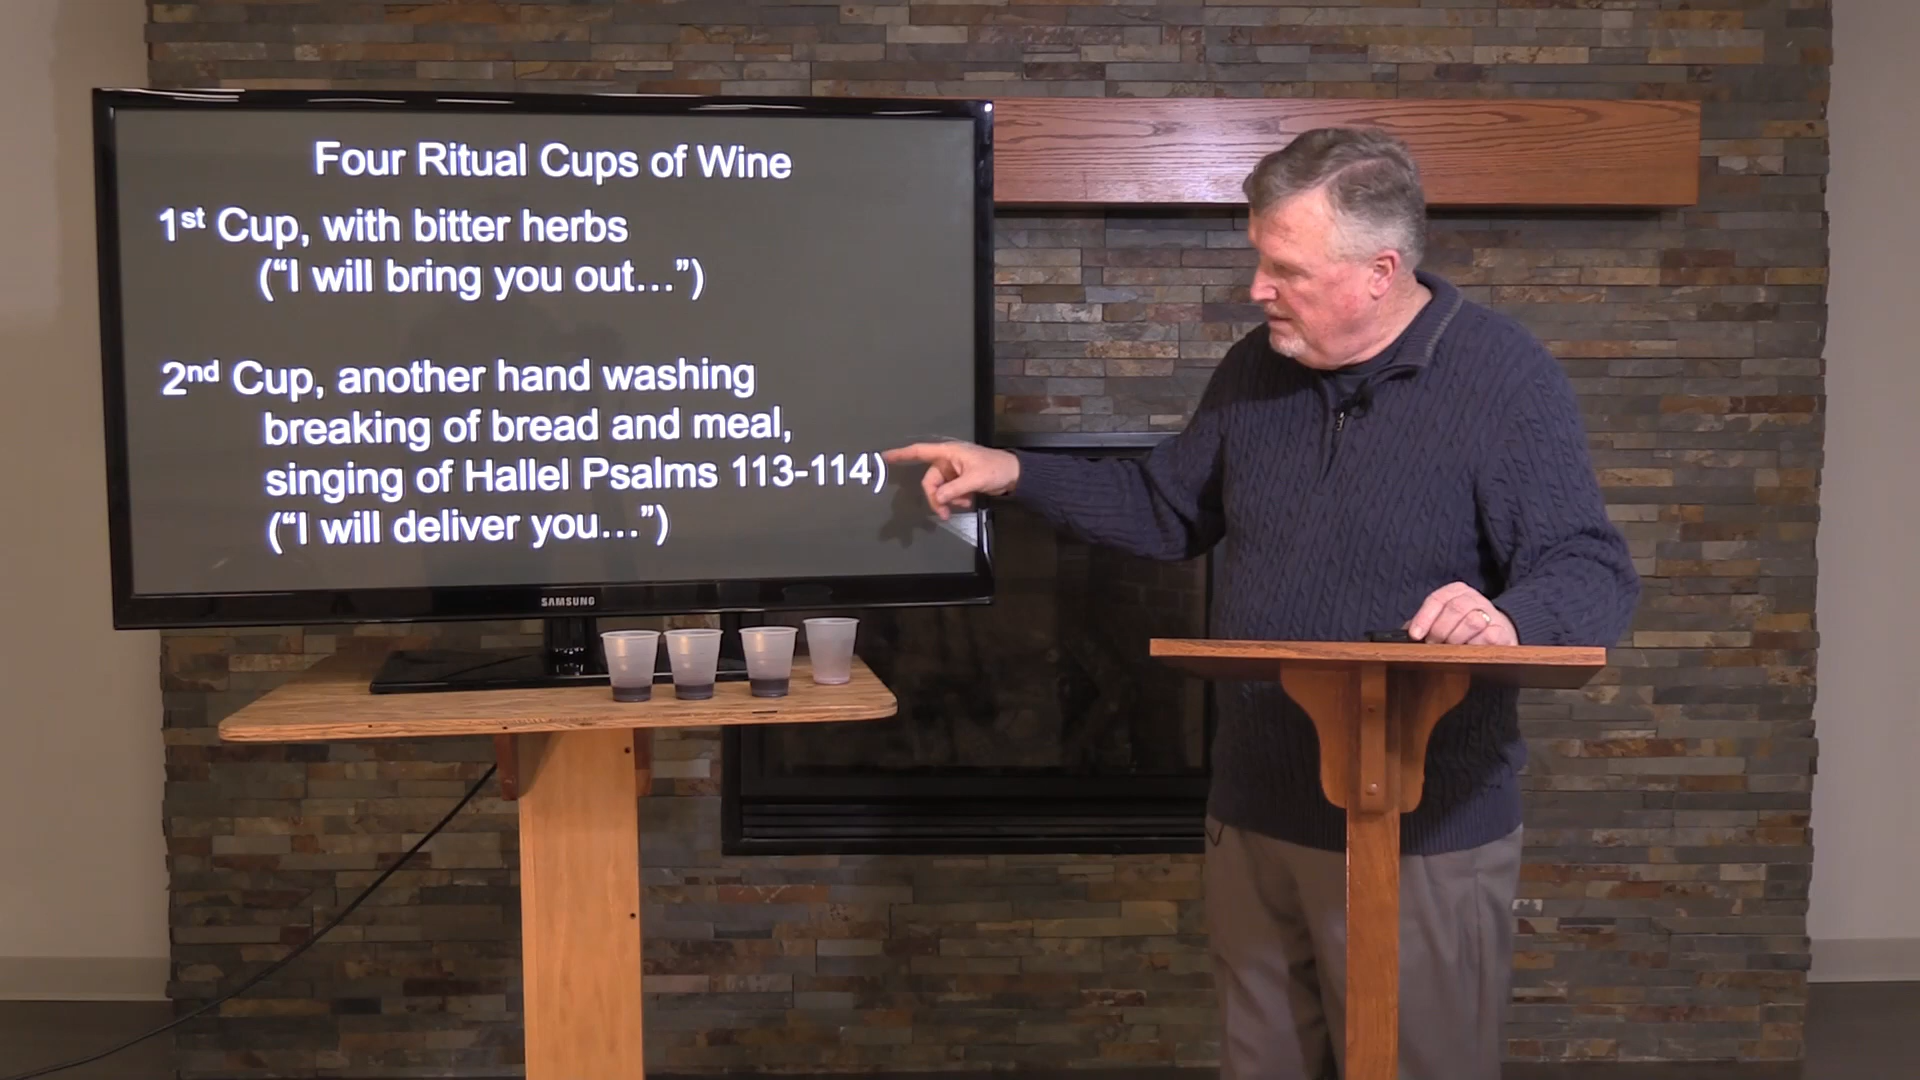 Four Ritual Cups of Wine
1st Cup, with bitter herbs
(“I will bring you out…”)
2nd Cup, another hand washing
breaking of bread and meal,
singing of Hallel Psalms 113-114)
(“I will deliver you…”)
SAMSUNG